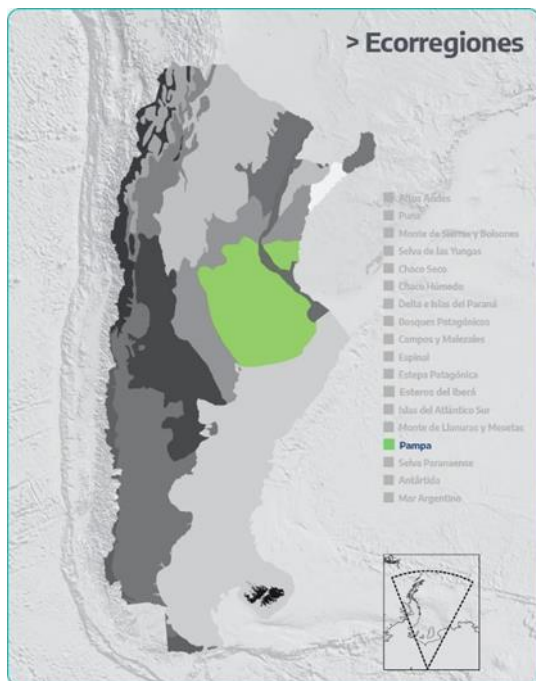 > Ecorregiones
Altos Andes
Puna
Monte de Sierras y Bolsones
Selva de las Yungas
Chaco Seco
Chaco Húmedo
Delta e Islas del Paraná
Bosques Patagónicos
Campos y Malezales
Espinal
Estepa Patagónica
Esteros del Iberá
Islas del Atlántico Sur
Monte de Llanuras y Mesetas
Pampa
Selva Paranaense
Antártida
Mar Argentino